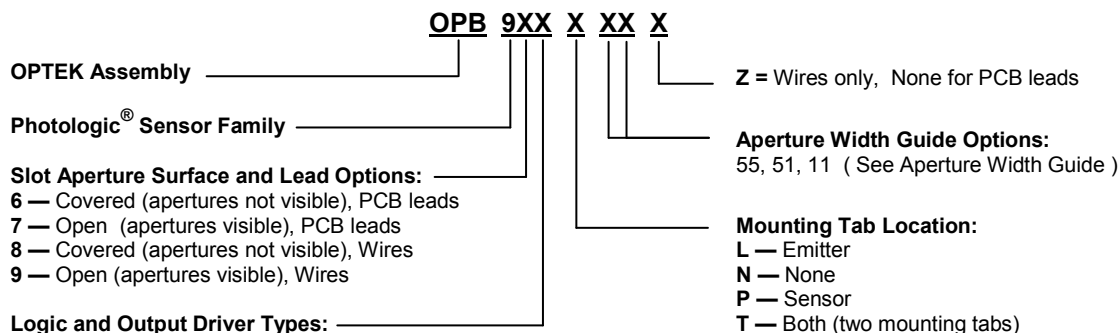 OPB 9XX X XX X
OPTEK Assembly
Photologic® Sensor Family
Slot Aperture Surface and Lead Options:
6 — Covered (apertures not visible), PCB leads
7 — Open (apertures visible), PCB leads
8 — Covered (apertures not visible), Wires
9 — Open (apertures visible), Wires
Logic and Output Driver Types:
Z = Wires only, None for PCB leads
Aperture Width Guide Options:
55, 51, 11 ( See Aperture Width Guide )
Mounting Tab Location:
L — Emitter
N — None
P — Sensor
T — Both (two mounting tabs)